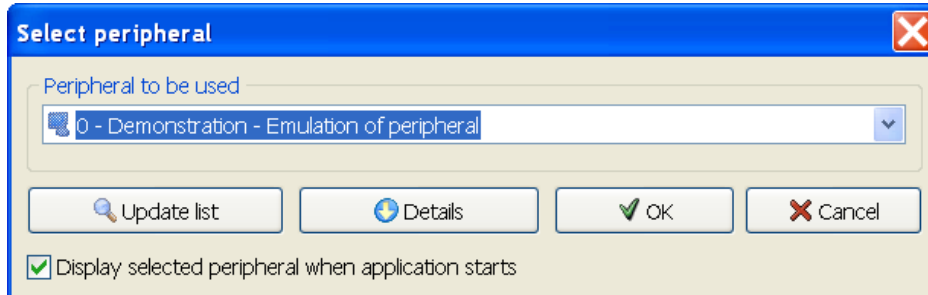 Select peripheral
Peripheral to be used
0 - Demonstration - Emulation of peripheral
Update list Details OK Cancel
Display selected peripheral when application starts